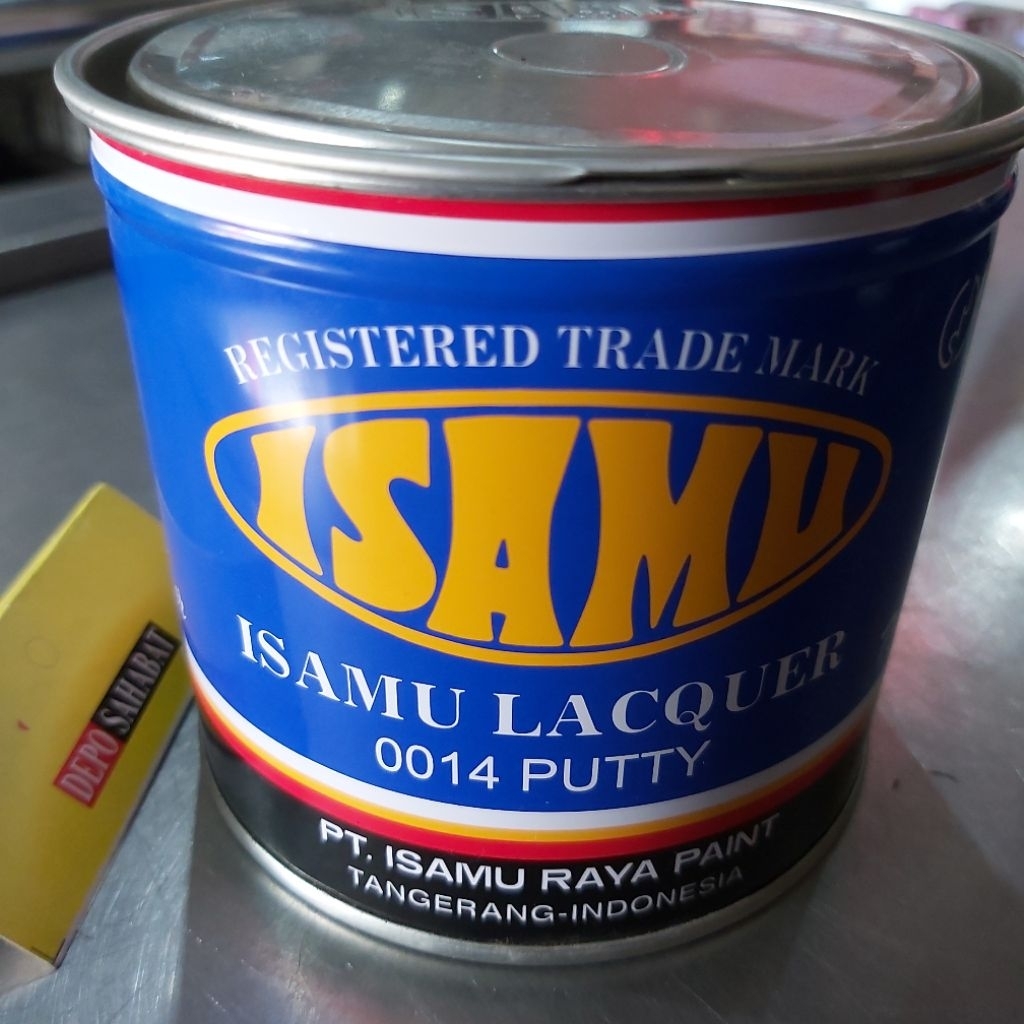 REGISTERED TRADE MARK
ISAMU
ISAMU LACQUER
0014 PUTTY
PT. ISAMU RAYA PAINT
TANGERANG-INDONESIA
DEPO SAHABAT